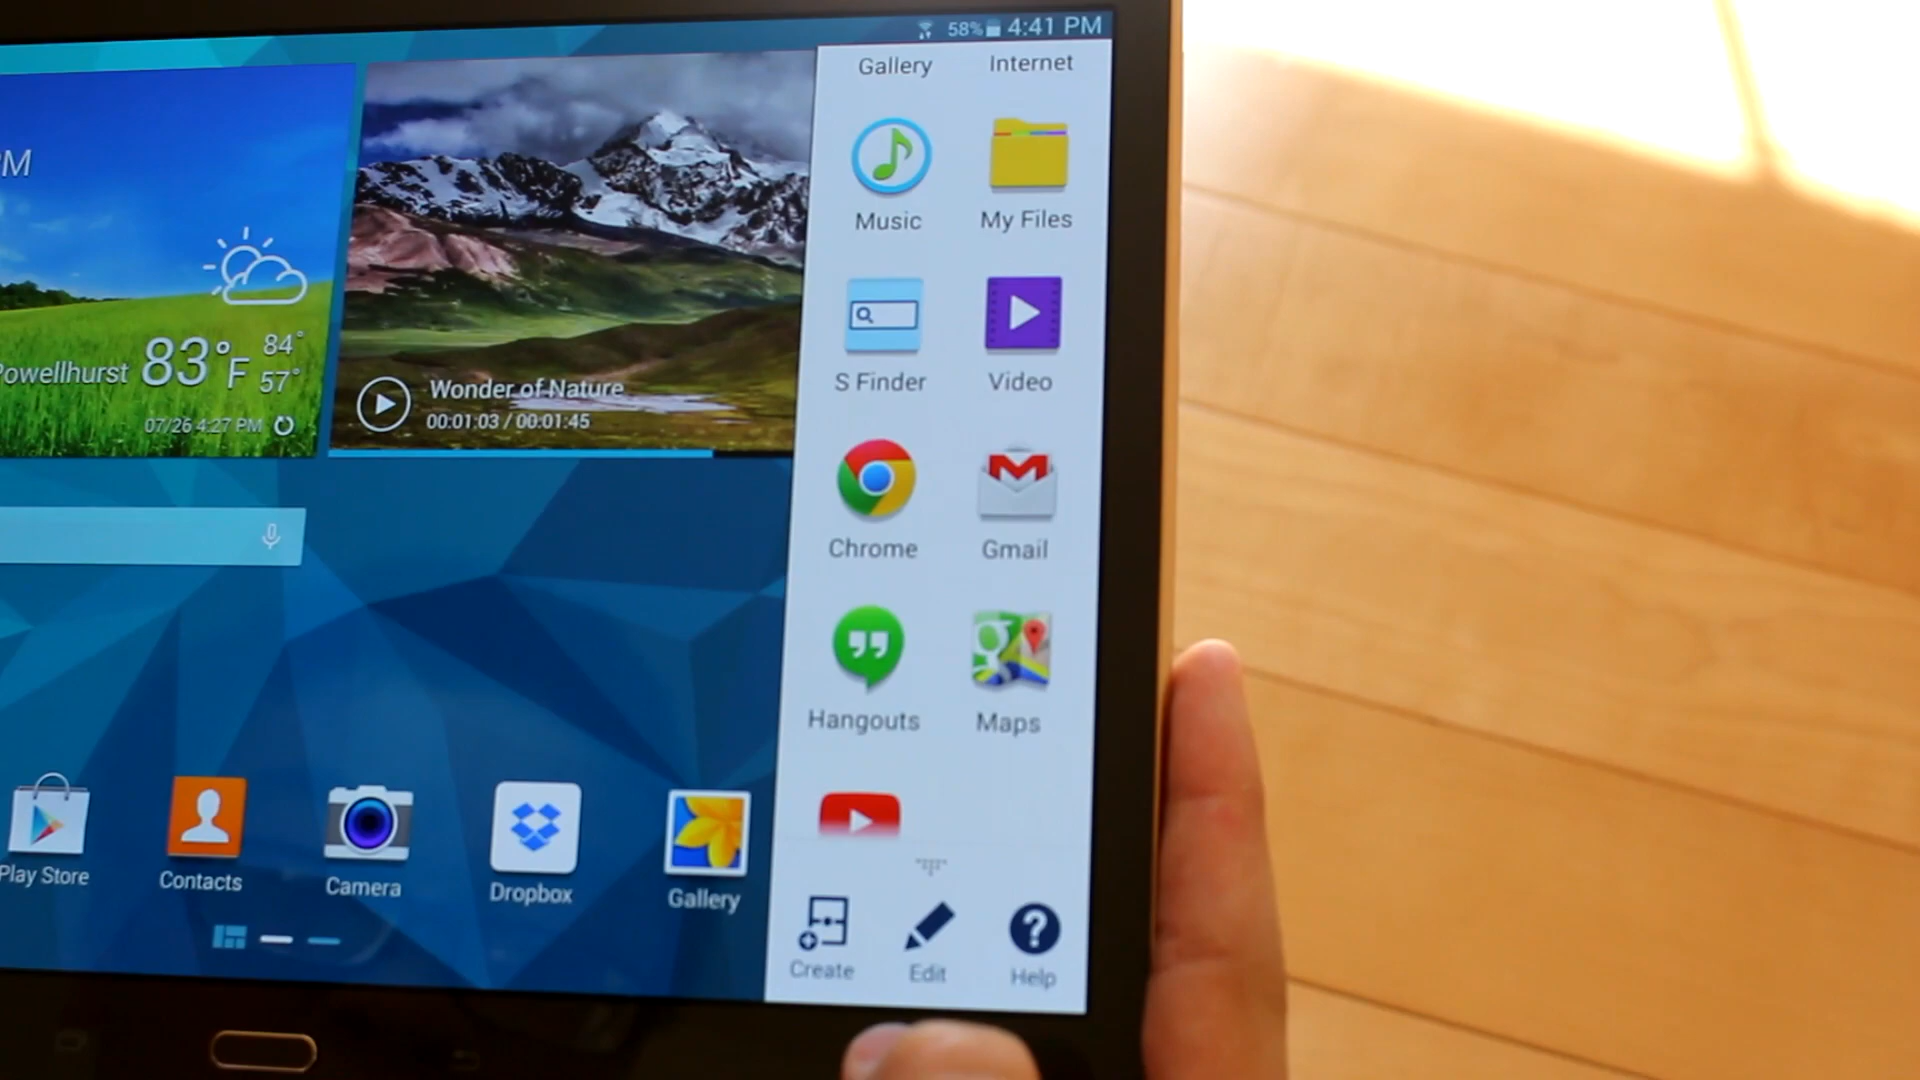 58% 4:41 PM
Gallery Internet
PM
Music My Files
S Finder Video
Powellhurst 83°F 84° 57°
07/26 4:27 PM
Wonder of Nature
00:01:03 / 00:01:45
Chrome Gmail
Hangouts Maps
Play Store Contacts Camera Dropbox Gallery
Create Edit Help